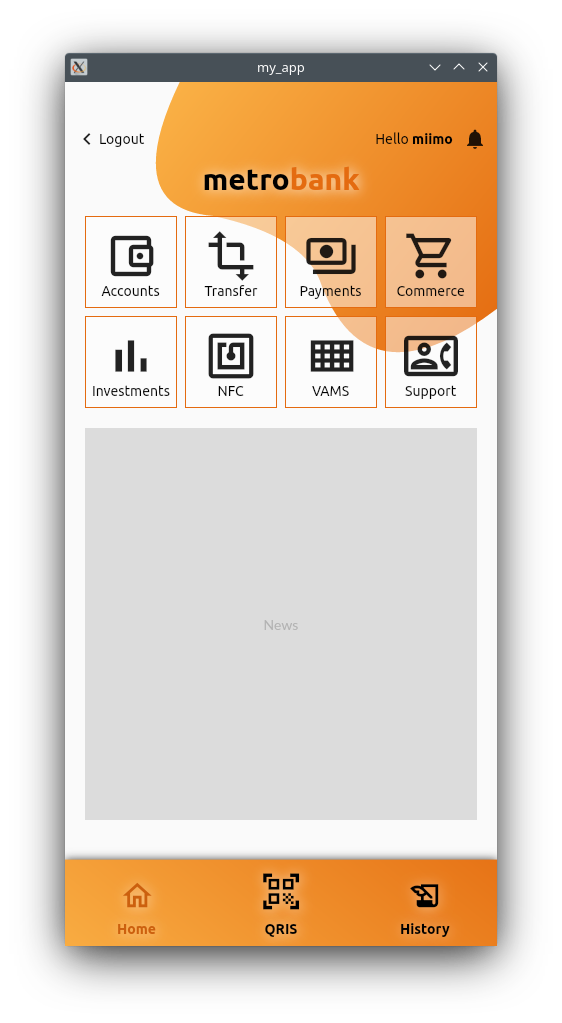 my_app
Logout
Hello miimo
metrobank
Accounts Transfer Payments Commerce
Investments NFC VAMS Support
News
Home QRIS History